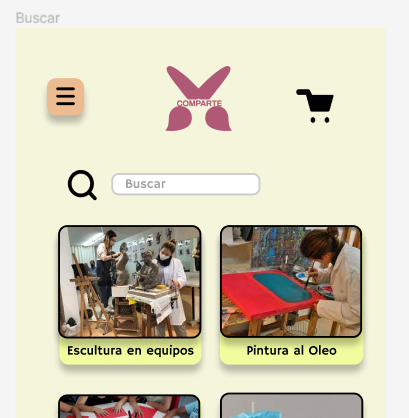 Buscar
COMPARTE
Buscar
Escultura en equipos
Pintura al Oleo